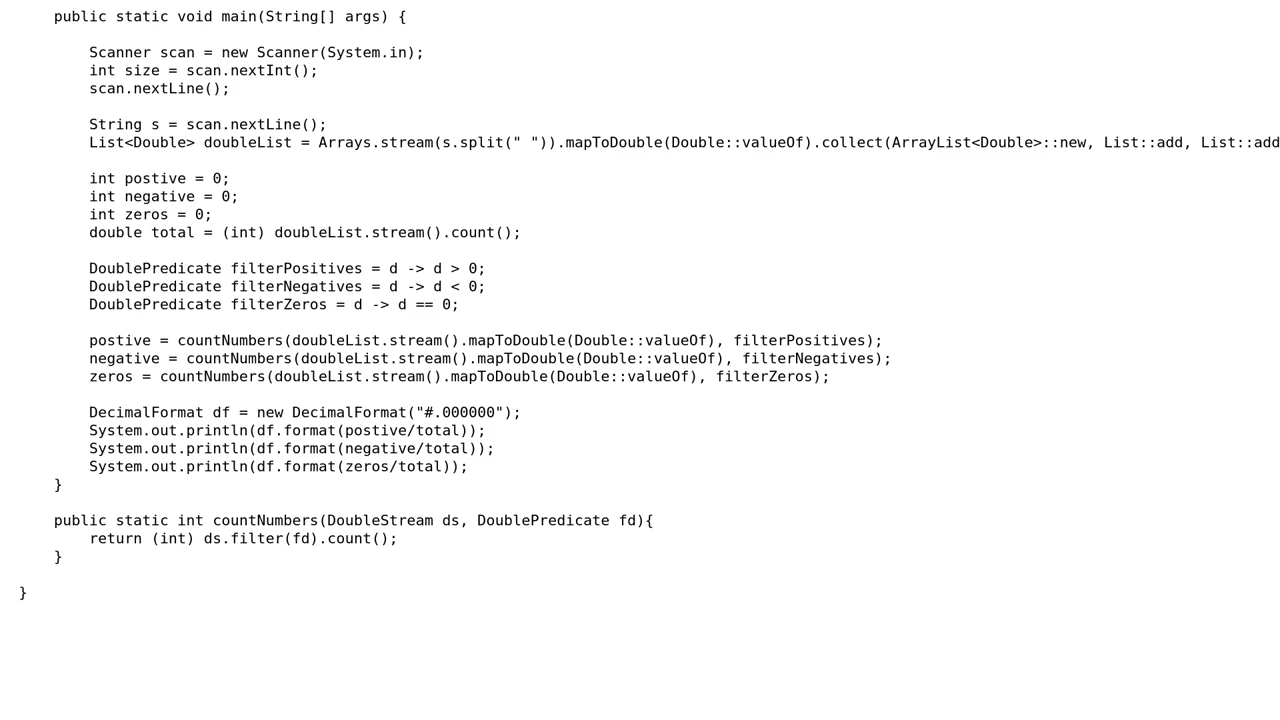 public static void main(String[] args) {
Scanner scan = new Scanner(System.in);
int size = scan.nextInt();
scan.nextLine();
String s = scan.nextLine();
List<Double> doubleList = Arrays.stream(s.split(" ")).mapToDouble(Double::valueOf).collect(ArrayList<Double>::new, List::add, List::add
int postive = 0;
int negative = 0;
int zeros = 0;
double total = (int) doubleList.stream().count();
DoublePredicate filterPositives = d -> d > 0;
DoublePredicate filterNegatives = d -> d < 0;
DoublePredicate filterZeros = d -> d == 0;
postive = countNumbers(doubleList.stream().mapToDouble(Double::valueOf), filterPositives);
negative = countNumbers(doubleList.stream().mapToDouble(Double::valueOf), filterNegatives);
zeros = countNumbers(doubleList.stream().mapToDouble(Double::valueOf), filterZeros);
DecimalFormat df = new DecimalFormat("#.000000");
System.out.println(df.format(postive/total));
System.out.println(df.format(negative/total));
System.out.println(df.format(zeros/total));
}
public static int countNumbers(DoubleStream ds, DoublePredicate fd){
return (int) ds.filter(fd).count();
}
}